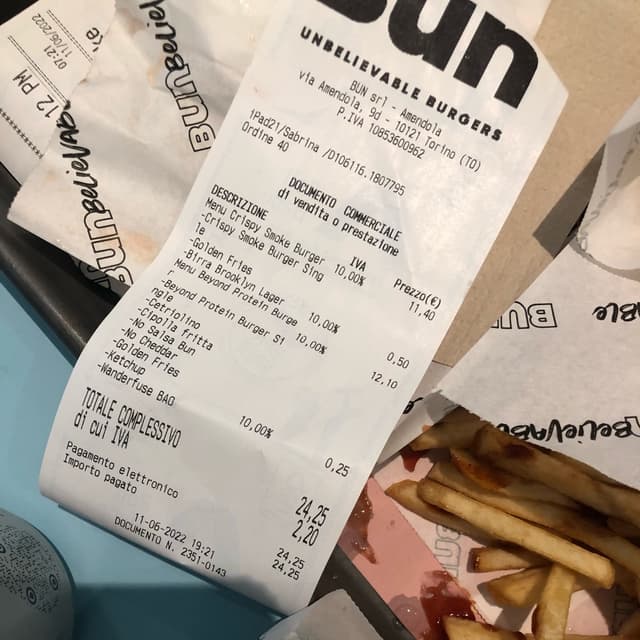 Bun
UNBELIEVABLE BURGERS
BUN srl - Amendola
via Amendola, 9d - 10121 Torino (TO)
P.IVA 10953600962
iPad21/Sabrina /D106116.1807795
Ordine 40
DOCUMENTO COMMERCIALE
di vendita o prestazione
DESCRIZIONE IVA Prezzo(€)
Menu Crispy Smoke Burger 10.00% 11,40
-Crispy Smoke Burger Sing
le
-Golden Fries
-Birra Brooklyn Lager 10.00% 0,50
Menu Beyond Protein Burge 10.00% 12,10
r
-Beyond Protein Burger Si
ngle
-Cetriolino
-Cipolla fritta
-No Salsa Bun
-No Cheddar
-Golden Fries
-Ketchup 10.00% 0,25
-Wanderfuse BAG
TOTALE COMPLESSIVO 24,25
di cui IVA 2,20
Pagamento elettronico 24,25
Importo pagato 24,25
11-06-2022 19:21
DOCUMENTO N. 2351-0143
07:21
11/06/2022
12 PM
BUN
BUNBELIEVABLE
BUNBELIEVABLE
BUN
BUNBELIEVABLE